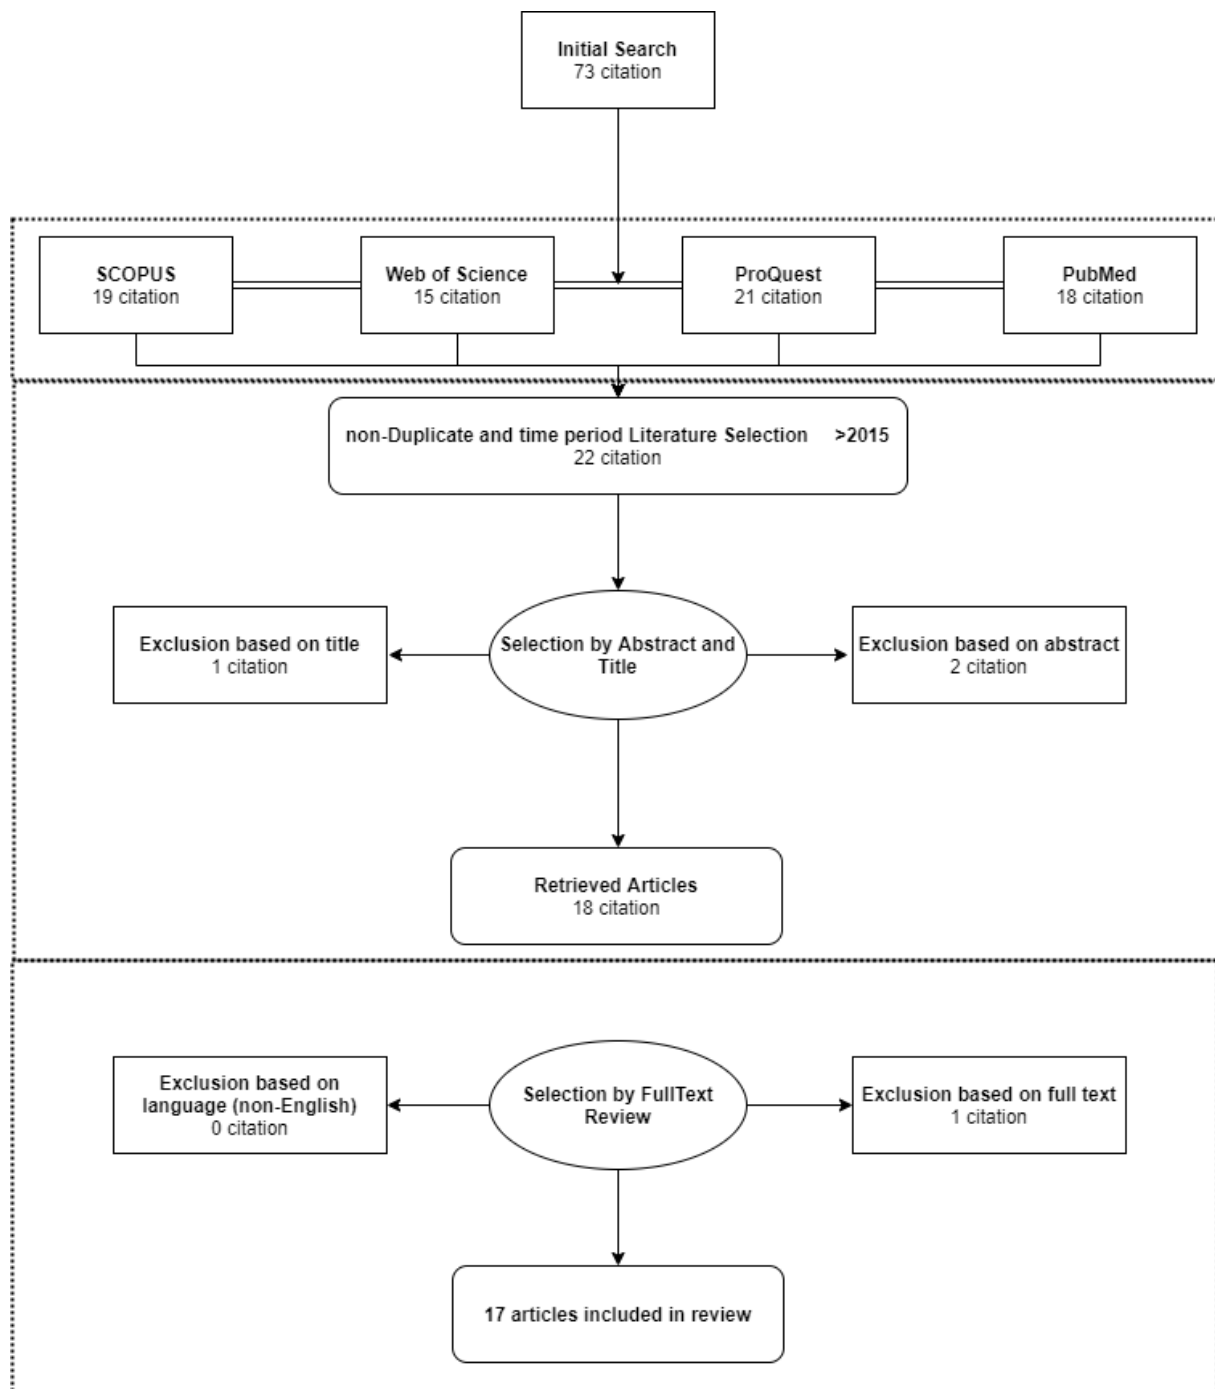 Initial Search
73 citation
SCOPUS
19 citation
Web of Science
15 citation
ProQuest
21 citation
PubMed
18 citation
non-Duplicate and time period Literature Selection >2015
22 citation
Selection by Abstract and
Title
Exclusion based on title
1 citation
Exclusion based on abstract
2 citation
Retrieved Articles
18 citation
Exclusion based on
language (non-English)
0 citation
Selection by FullText
Review
Exclusion based on full text
1 citation
17 articles included in review